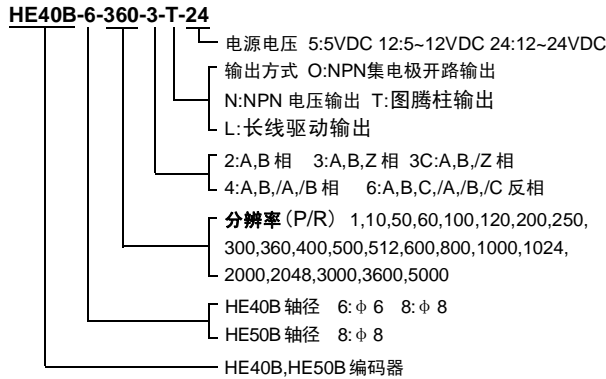 HE40B-6-360-3-T-24
电源电压 5:5VDC 12:5~12VDC 24:12~24VDC
输出方式 O:NPN集电极开路输出
N:NPN 电压输出 T:图腾柱输出
L:长线驱动输出
2:A,B 相 3:A,B,Z 相 3C:A,B,/Z 相
4:A,B,/A,/B 相 6:A,B,C,/A,/B,/C 反相
分辨率(P/R) 1,10,50,60,100,120,200,250,
300,360,400,500,512,600,800,1000,1024,
2000,2048,3000,3600,5000
HE40B 轴径 6:φ6 8:φ8
HE50B 轴径 8:φ8
HE40B,HE50B 编码器